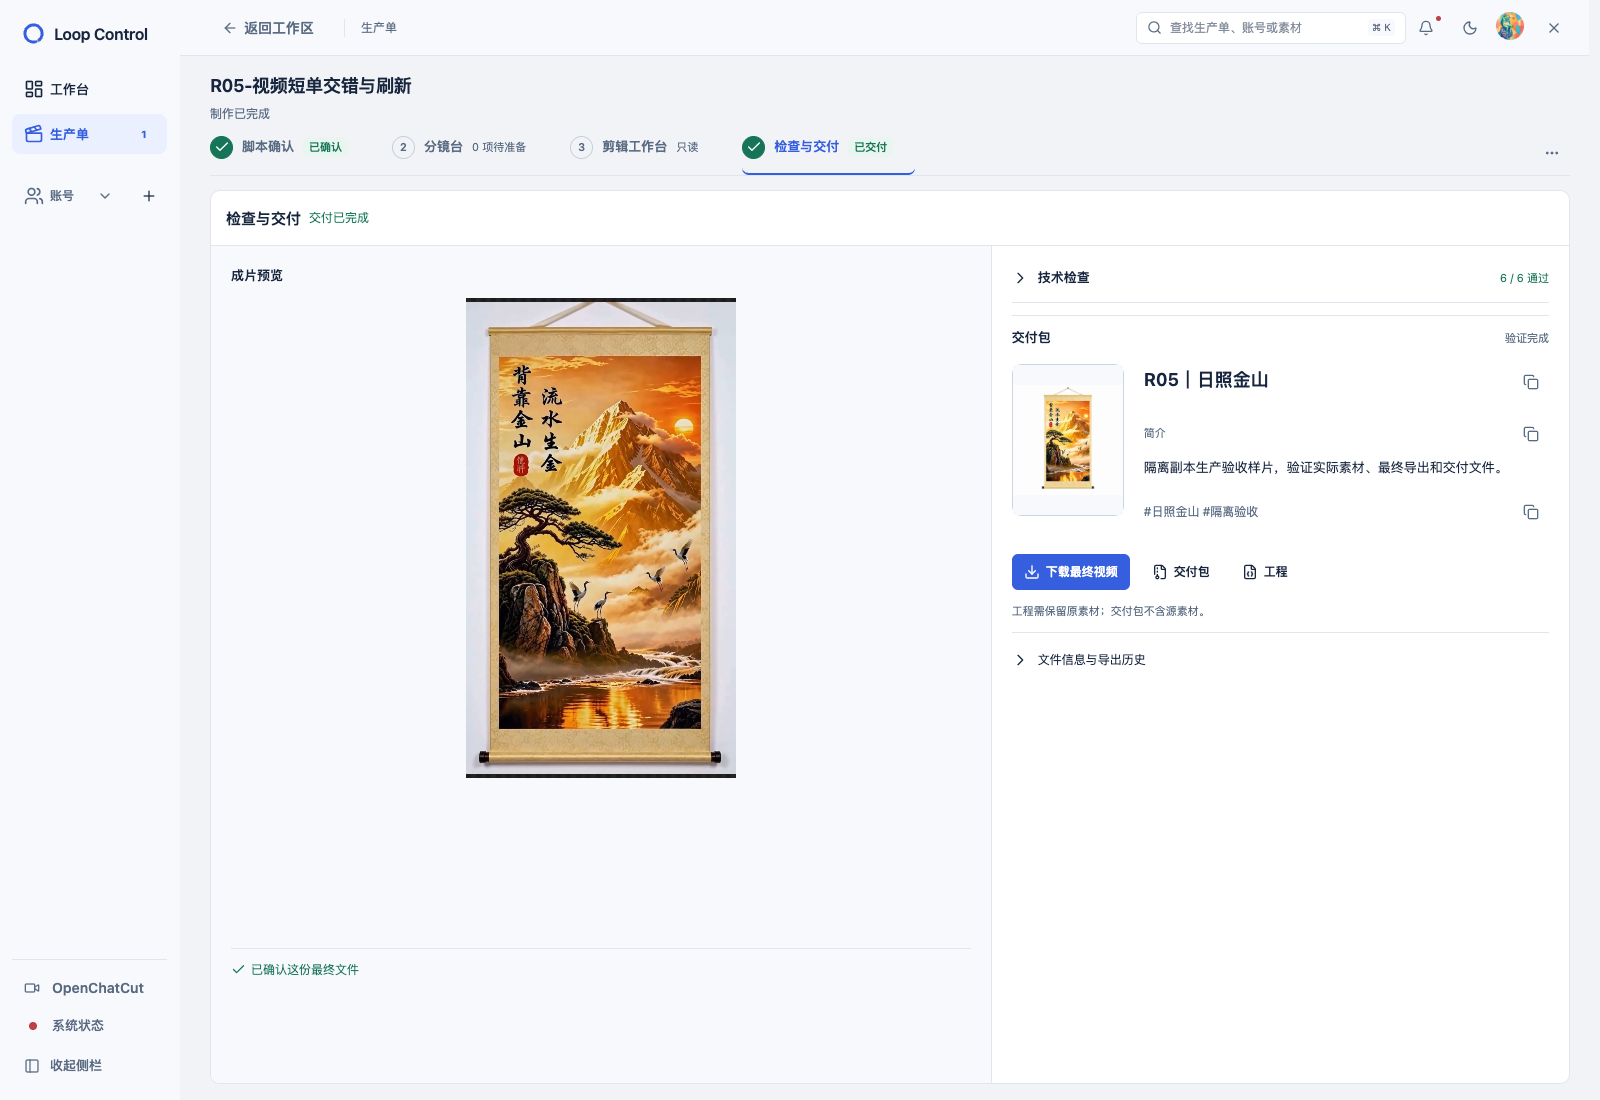 Loop Control
工作台
生产单 1
账号
OpenChatCut
系统状态
收起侧栏
返回工作区
生产单
查找生产单、账号或素材
⌘ K
R05-视频短单交错与刷新
制作已完成
脚本确认 已确认
2 分镜台 0 项待准备
3 剪辑工作台 只读
检查与交付 已交付
检查与交付 交付已完成
成片预览
背靠金山
流水生金
已确认这份最终文件
技术检查 6 / 6 通过
交付包 验证完成
R05｜日照金山
简介
隔离副本生产验收样片，验证实际素材、最终导出和交付文件。
#日照金山 #隔离验收
下载最终视频
交付包
工程
工程需保留原素材；交付包不含源素材。
文件信息与导出历史